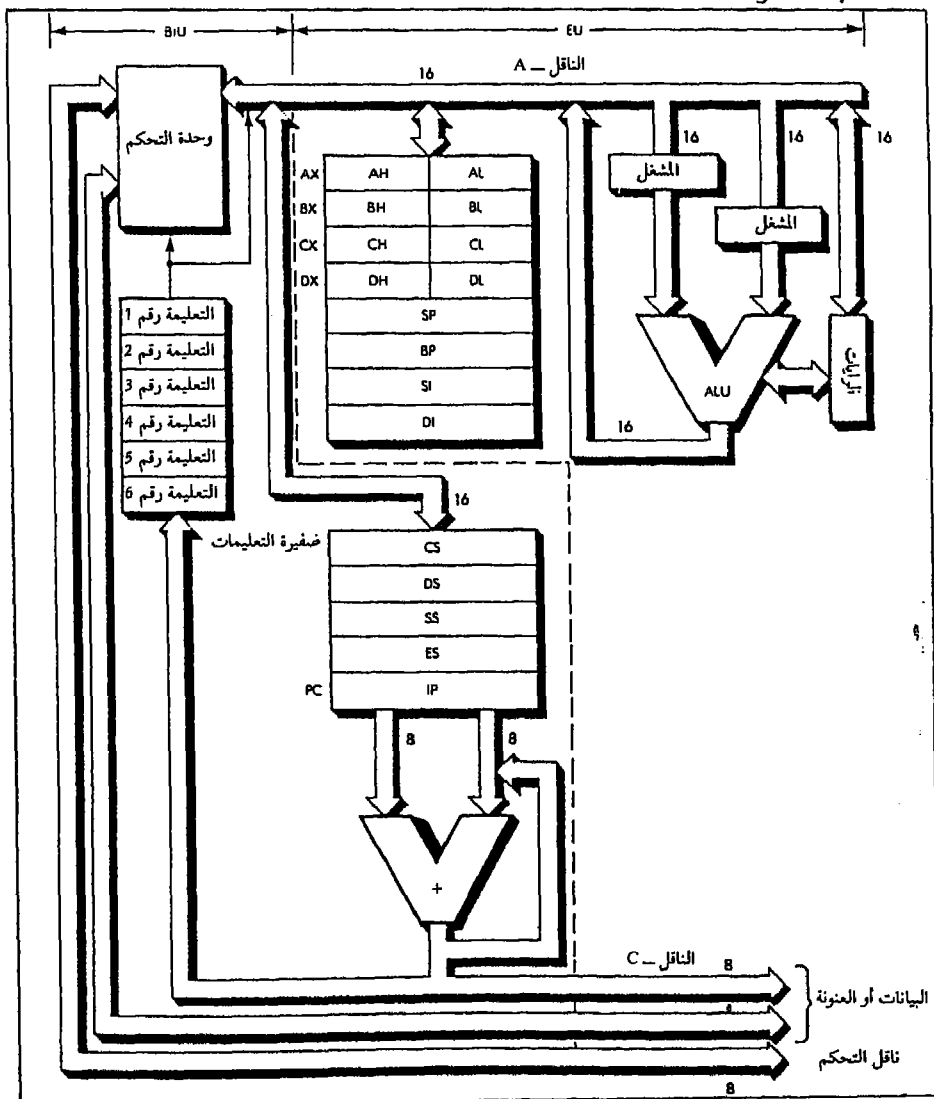 BIU
EU
الناقل — A
16
وحدة التحكم
16
16
16
المشغل
المشغل
AX AH AL
BX BH BL
CX CH CL
DX DH DL
SP
BP
SI
DI
ALU
الرايات
16
التعليمة رقم 1
التعليمة رقم 2
التعليمة رقم 3
التعليمة رقم 4
التعليمة رقم 5
التعليمة رقم 6
16
ضفيرة التعليمات
CS
DS
SS
ES
PC IP
8 8
+
الناقل — C 8
البيانات أو العنونة
ناقل التحكم
8